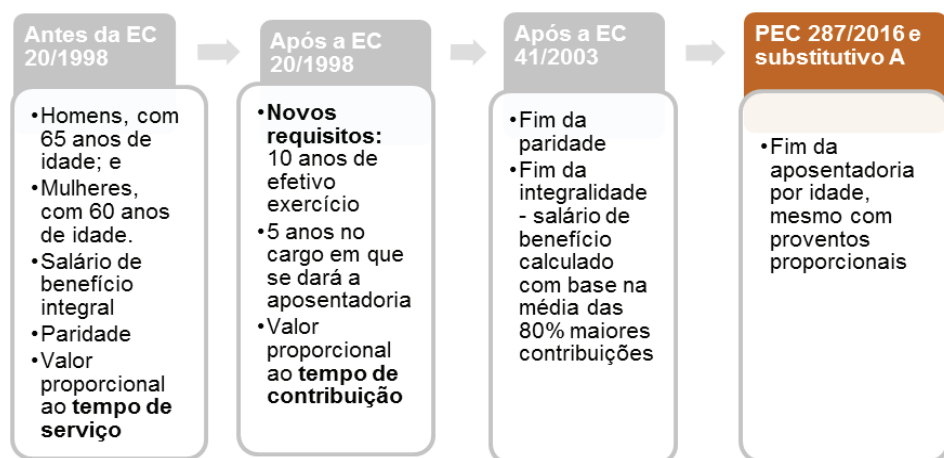 Antes da EC
20/1998
•Homens, com
65 anos de
idade; e
•Mulheres,
com 60 anos
de idade.
•Salário de
benefício
integral
•Paridade
•Valor
proporcional
ao tempo de
serviço
Após a EC
20/1998
•Novos
requisitos:
10 anos de
efetivo
exercício
•5 anos no
cargo em que
se dará a
aposentadoria
•Valor
proporcional
ao tempo de
contribuição
Após a EC
41/2003
•Fim da
paridade
•Fim da
integralidade
- salário de
benefício
calculado
com base na
média das
80% maiores
contribuições
PEC 287/2016 e
substitutivo A
•Fim da
aposentadoria
por idade,
mesmo com
proventos
proporcionais